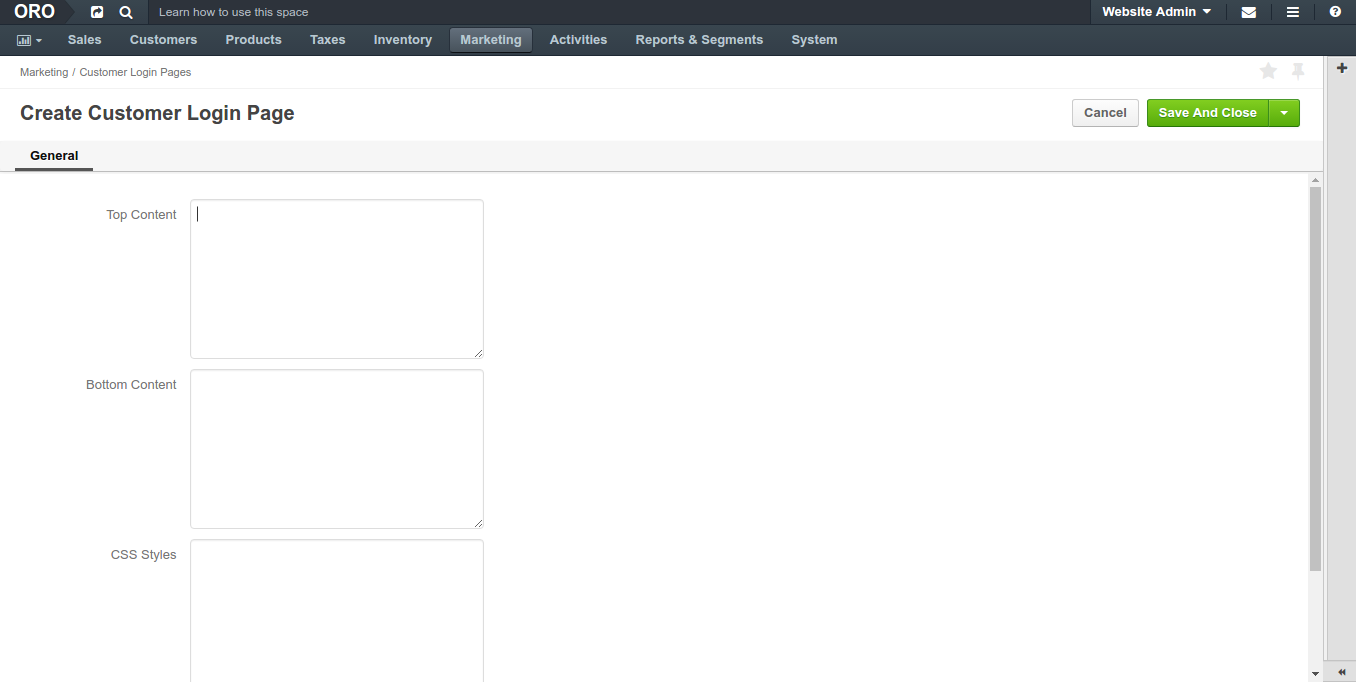 ORO Learn how to use this space Website Admin
Sales Customers Products Taxes Inventory Marketing Activities Reports & Segments System
Marketing / Customer Login Pages
Create Customer Login Page Cancel Save And Close
General
Top Content
Bottom Content
CSS Styles